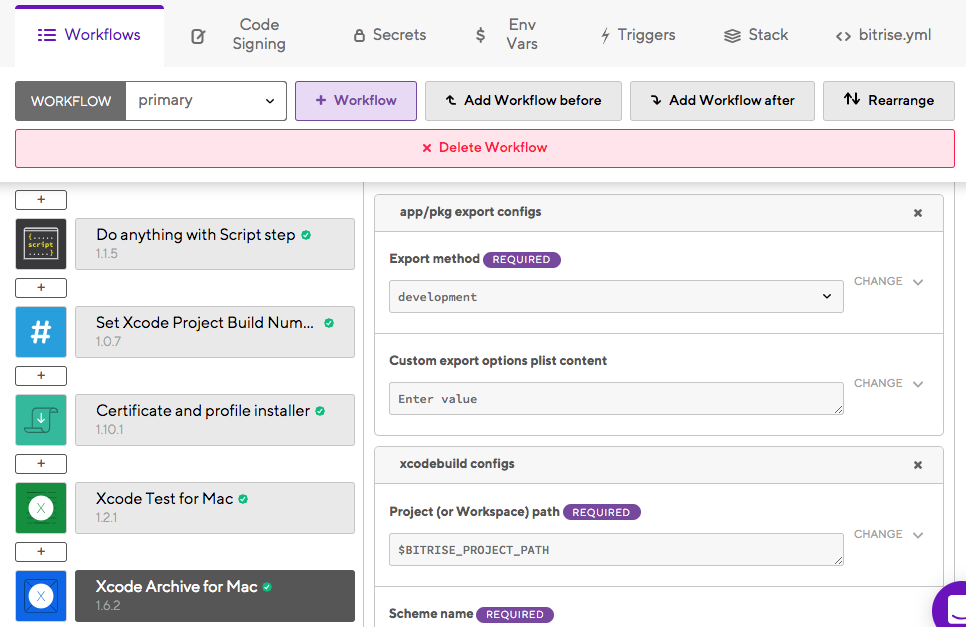 Workflows
Code
Signing
Secrets
$ Env
Vars
Triggers
Stack
<> bitrise.yml
WORKFLOW
primary
+ Workflow
Add Workflow before
Add Workflow after
Rearrange
× Delete Workflow
+
{.....
script
.....}
Do anything with Script step
1.1.5
+
#
Set Xcode Project Build Num...
1.0.7
+
Certificate and profile installer
1.10.1
+
X
Xcode Test for Mac
1.2.1
+
X
Xcode Archive for Mac
1.6.2
app/pkg export configs ×
Export method REQUIRED
development
CHANGE
Custom export options plist content
Enter value
CHANGE
xcodebuild configs ×
Project (or Workspace) path REQUIRED
$BITRISE_PROJECT_PATH
CHANGE
Scheme name REQUIRED